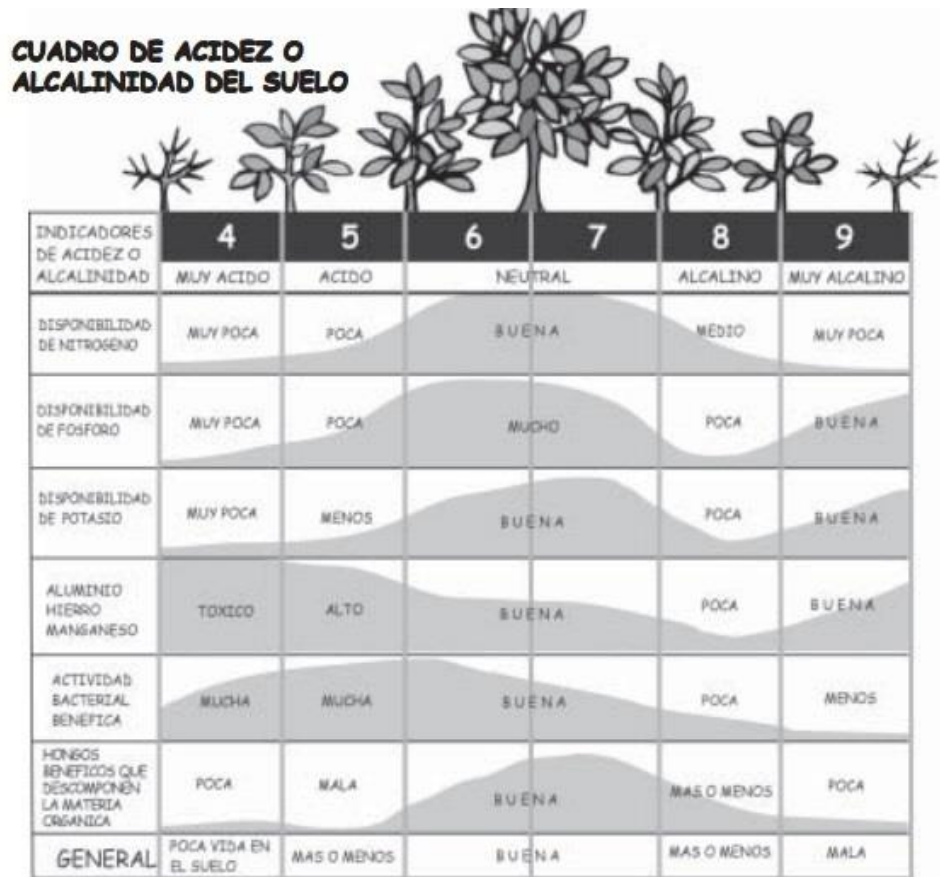 CUADRO DE ACIDEZ O
ALCALINIDAD DEL SUELO
INDICADORES
DE ACIDEZ O
ALCALINIDAD
4 5 6 7 8 9
MUY ACIDO ACIDO NEUTRAL ALCALINO MUY ALCALINO
DISPONIBILIDAD
DE NITROGENO
MUY POCA POCA BUENA MEDIO MUY POCA
DISPONIBILIDAD
DE FOSFORO
MUY POCA POCA MUCHO POCA BUENA
DISPONIBILIDAD
DE POTASIO
MUY POCA MENOS BUENA POCA BUENA
ALUMINIO
HIERRO
MANGANESO
TOXICO ALTO BUENA POCA BUENA
ACTIVIDAD
BACTERIAL
BENEFICA
MUCHA MUCHA BUENA POCA MENOS
HONGOS
BENEFICOS QUE
DESCOMPONEN
LA MATERIA
ORGANICA
POCA MALA BUENA MAS O MENOS POCA
GENERAL
POCA VIDA EN
EL SUELO
MAS O MENOS BUENA MAS O MENOS MALA